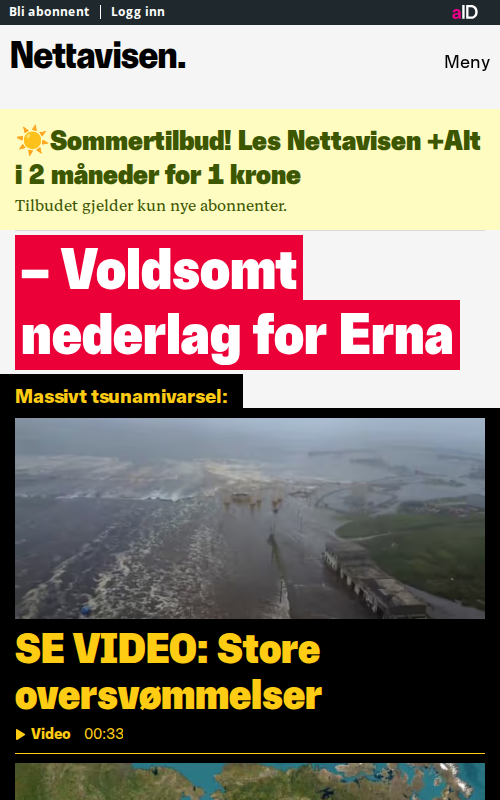 Bli abonnent
Logg inn
aID
Nettavisen.
Meny
☀️Sommertilbud! Les Nettavisen +Alt
i 2 måneder for 1 krone
Tilbudet gjelder kun nye abonnenter.
– Voldsomt
nederlag for Erna
Massivt tsunamivarsel:
SE VIDEO: Store
oversvømmelser
Video 00:33